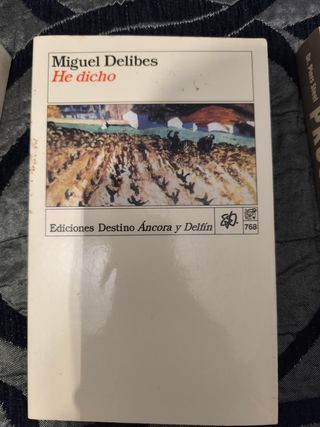 Miguel Delibes
He dicho
Ediciones Destino Áncora y Delfín
768